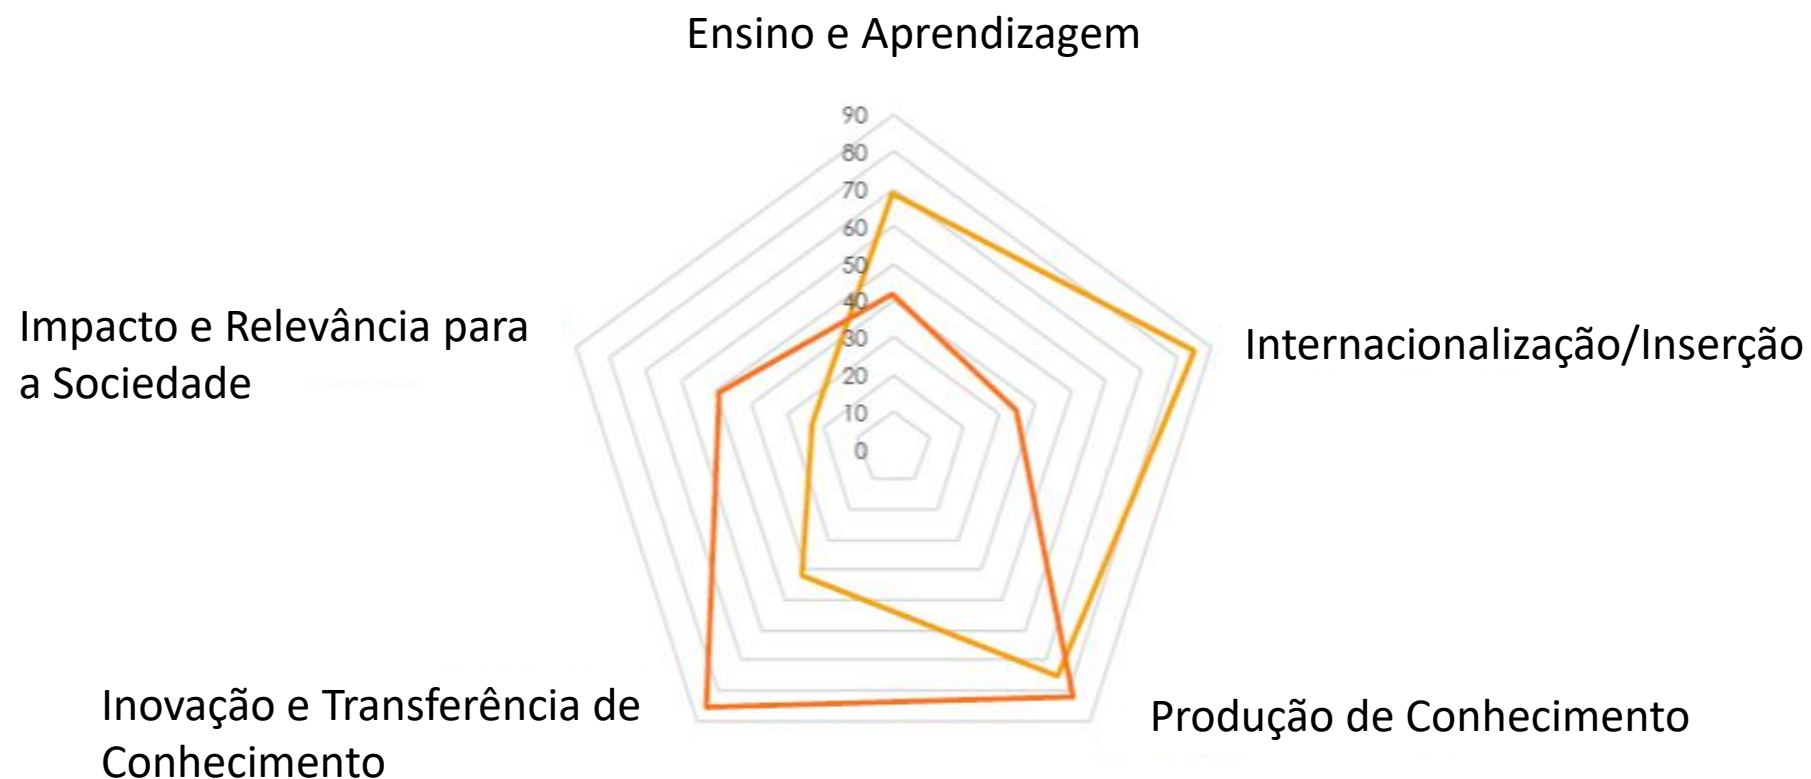 Ensino e Aprendizagem
90
80
70
60
50
40
30
20
10
0
Impacto e Relevância para
a Sociedade
Internacionalização/Inserção
Inovação e Transferência de
Conhecimento
Produção de Conhecimento